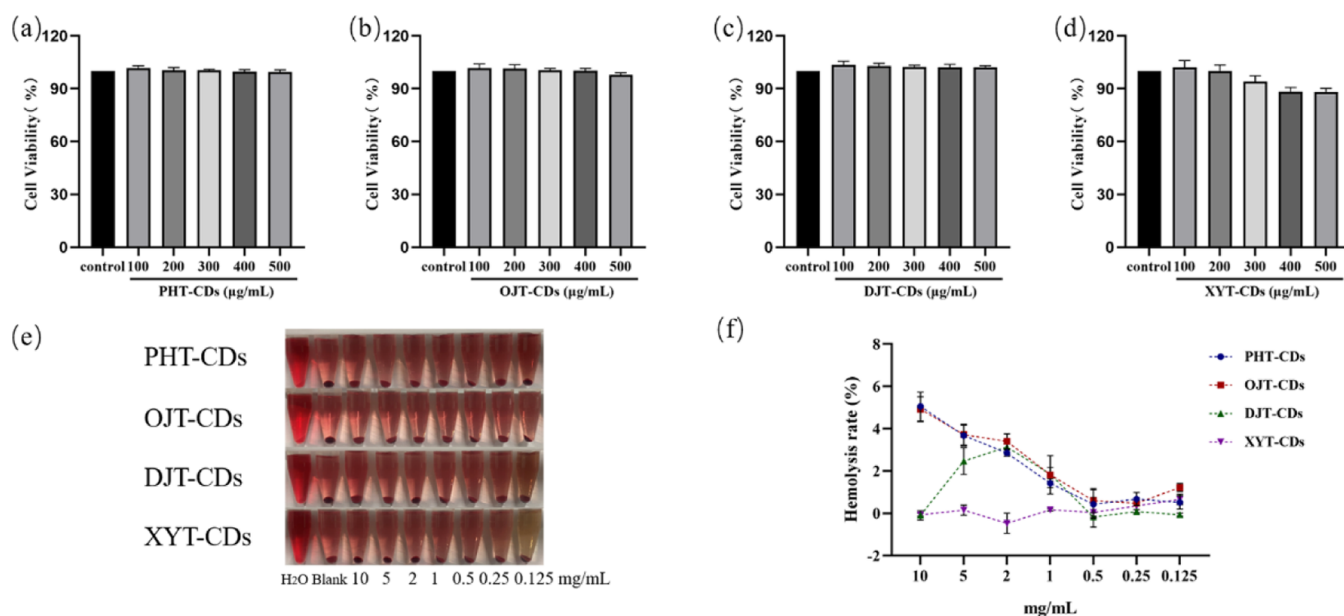 (a)
120
90
60
30
0
Cell Viability( %)
control 100 200 300 400 500
PHT-CDs (μg/mL)
(b)
120
90
60
30
0
Cell Viability( %)
control 100 200 300 400 500
OJT-CDs (μg/mL)
(c)
120
90
60
30
0
Cell Viability( %)
control 100 200 300 400 500
DJT-CDs (μg/mL)
(d)
120
90
60
30
0
Cell Viability( %)
control 100 200 300 400 500
XYT-CDs (μg/mL)
(e)
PHT-CDs
OJT-CDs
DJT-CDs
XYT-CDs
H2O Blank 10 5 2 1 0.5 0.25 0.125 mg/mL
(f)
8
6
4
2
0
-2
Hemolysis rate (%)
10 5 2 1 0.5 0.25 0.125
mg/mL
PHT-CDs
OJT-CDs
DJT-CDs
XYT-CDs